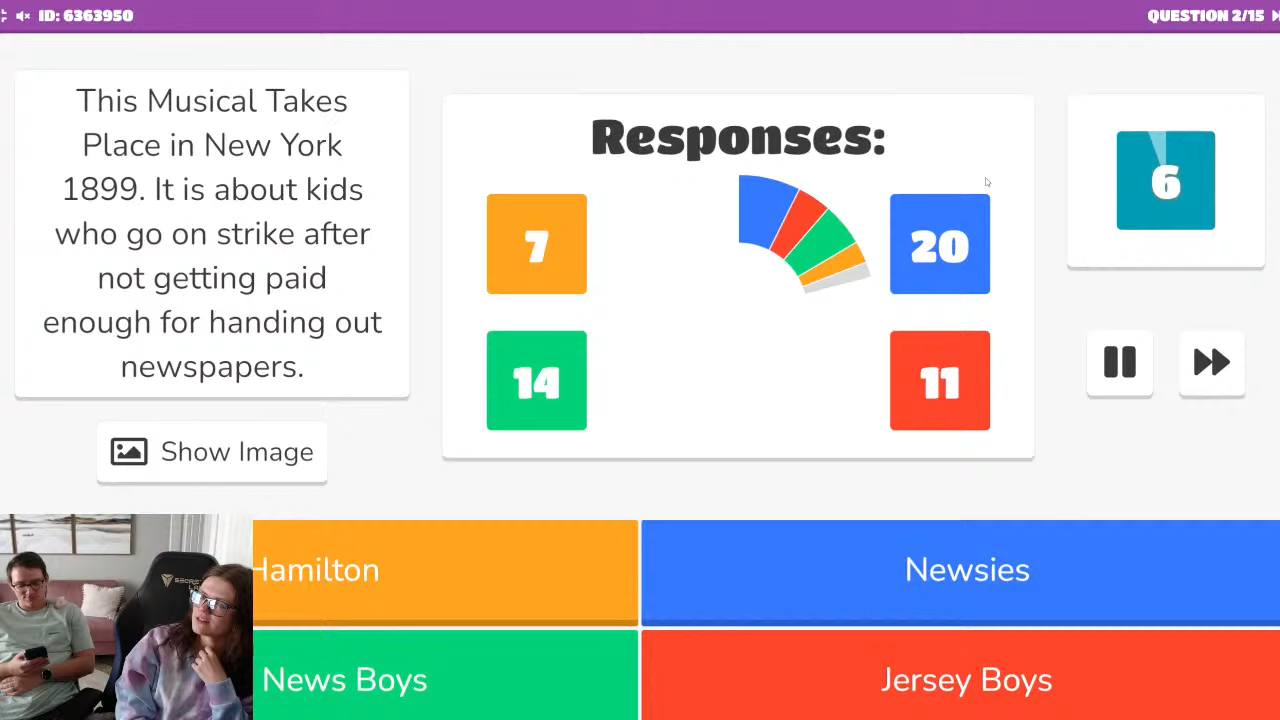 ID: 6363950
QUESTION 2/15
This Musical Takes
Place in New York
1899. It is about kids
who go on strike after
not getting paid
enough for handing out
newspapers.
Show Image
Responses:
7
20
14
11
6
Hamilton
Newsies
News Boys
Jersey Boys